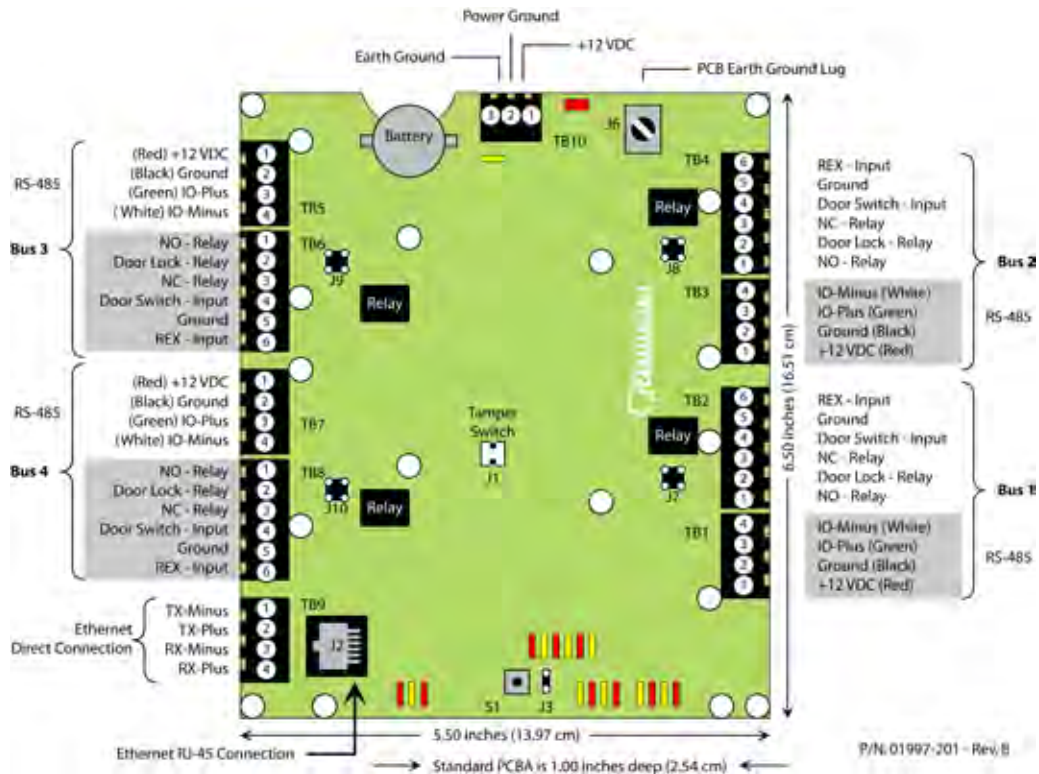 Power Ground
Earth Ground
+12 VDC
PCB Earth Ground Lug
Battery
3 2 1
TB10
J6
RS-485
(Red) +12 VDC
(Black) Ground
(Green) IO-Plus
(White) IO-Minus
1
2
3
4
TR5
Bus 3
NO - Relay
Door Lock - Relay
NC - Relay
Door Switch - Input
Ground
REX - Input
1
2
3
4
5
6
TB6
J9
Relay
RS-485
(Red) +12 VDC
(Black) Ground
(Green) IO-Plus
(White) IO-Minus
1
2
3
4
TB7
Bus 4
NO - Relay
Door Lock - Relay
NC - Relay
Door Switch - Input
Ground
REX - Input
1
2
3
4
5
6
TB8
J10
Relay
Ethernet
Direct Connection
TX-Minus
TX-Plus
RX-Minus
RX-Plus
1
2
3
4
TB9
J2
Tamper
Switch
J1
S1
J3
TB4
6
5
4
3
2
1
REX - Input
Ground
Door Switch - Input
NC - Relay
Door Lock - Relay
NO - Relay
Relay
J8
Bus 2
TB3
4
3
2
1
IO-Minus (White)
IO-Plus (Green)
Ground (Black)
+12 VDC (Red)
RS-485
TB2
6
5
4
3
2
1
REX - Input
Ground
Door Switch - Input
NC - Relay
Door Lock - Relay
NO - Relay
Relay
J7
Bus 1
TB1
4
3
2
1
IO-Minus (White)
IO-Plus (Green)
Ground (Black)
+12 VDC (Red)
RS-485
6.50 inches (16.51 cm)
5.50 inches (13.97 cm)
Ethernet RJ-45 Connection
Standard PCBA is 1.00 inches deep (2.54 cm)
P/N: 01997-201 - Rev. B